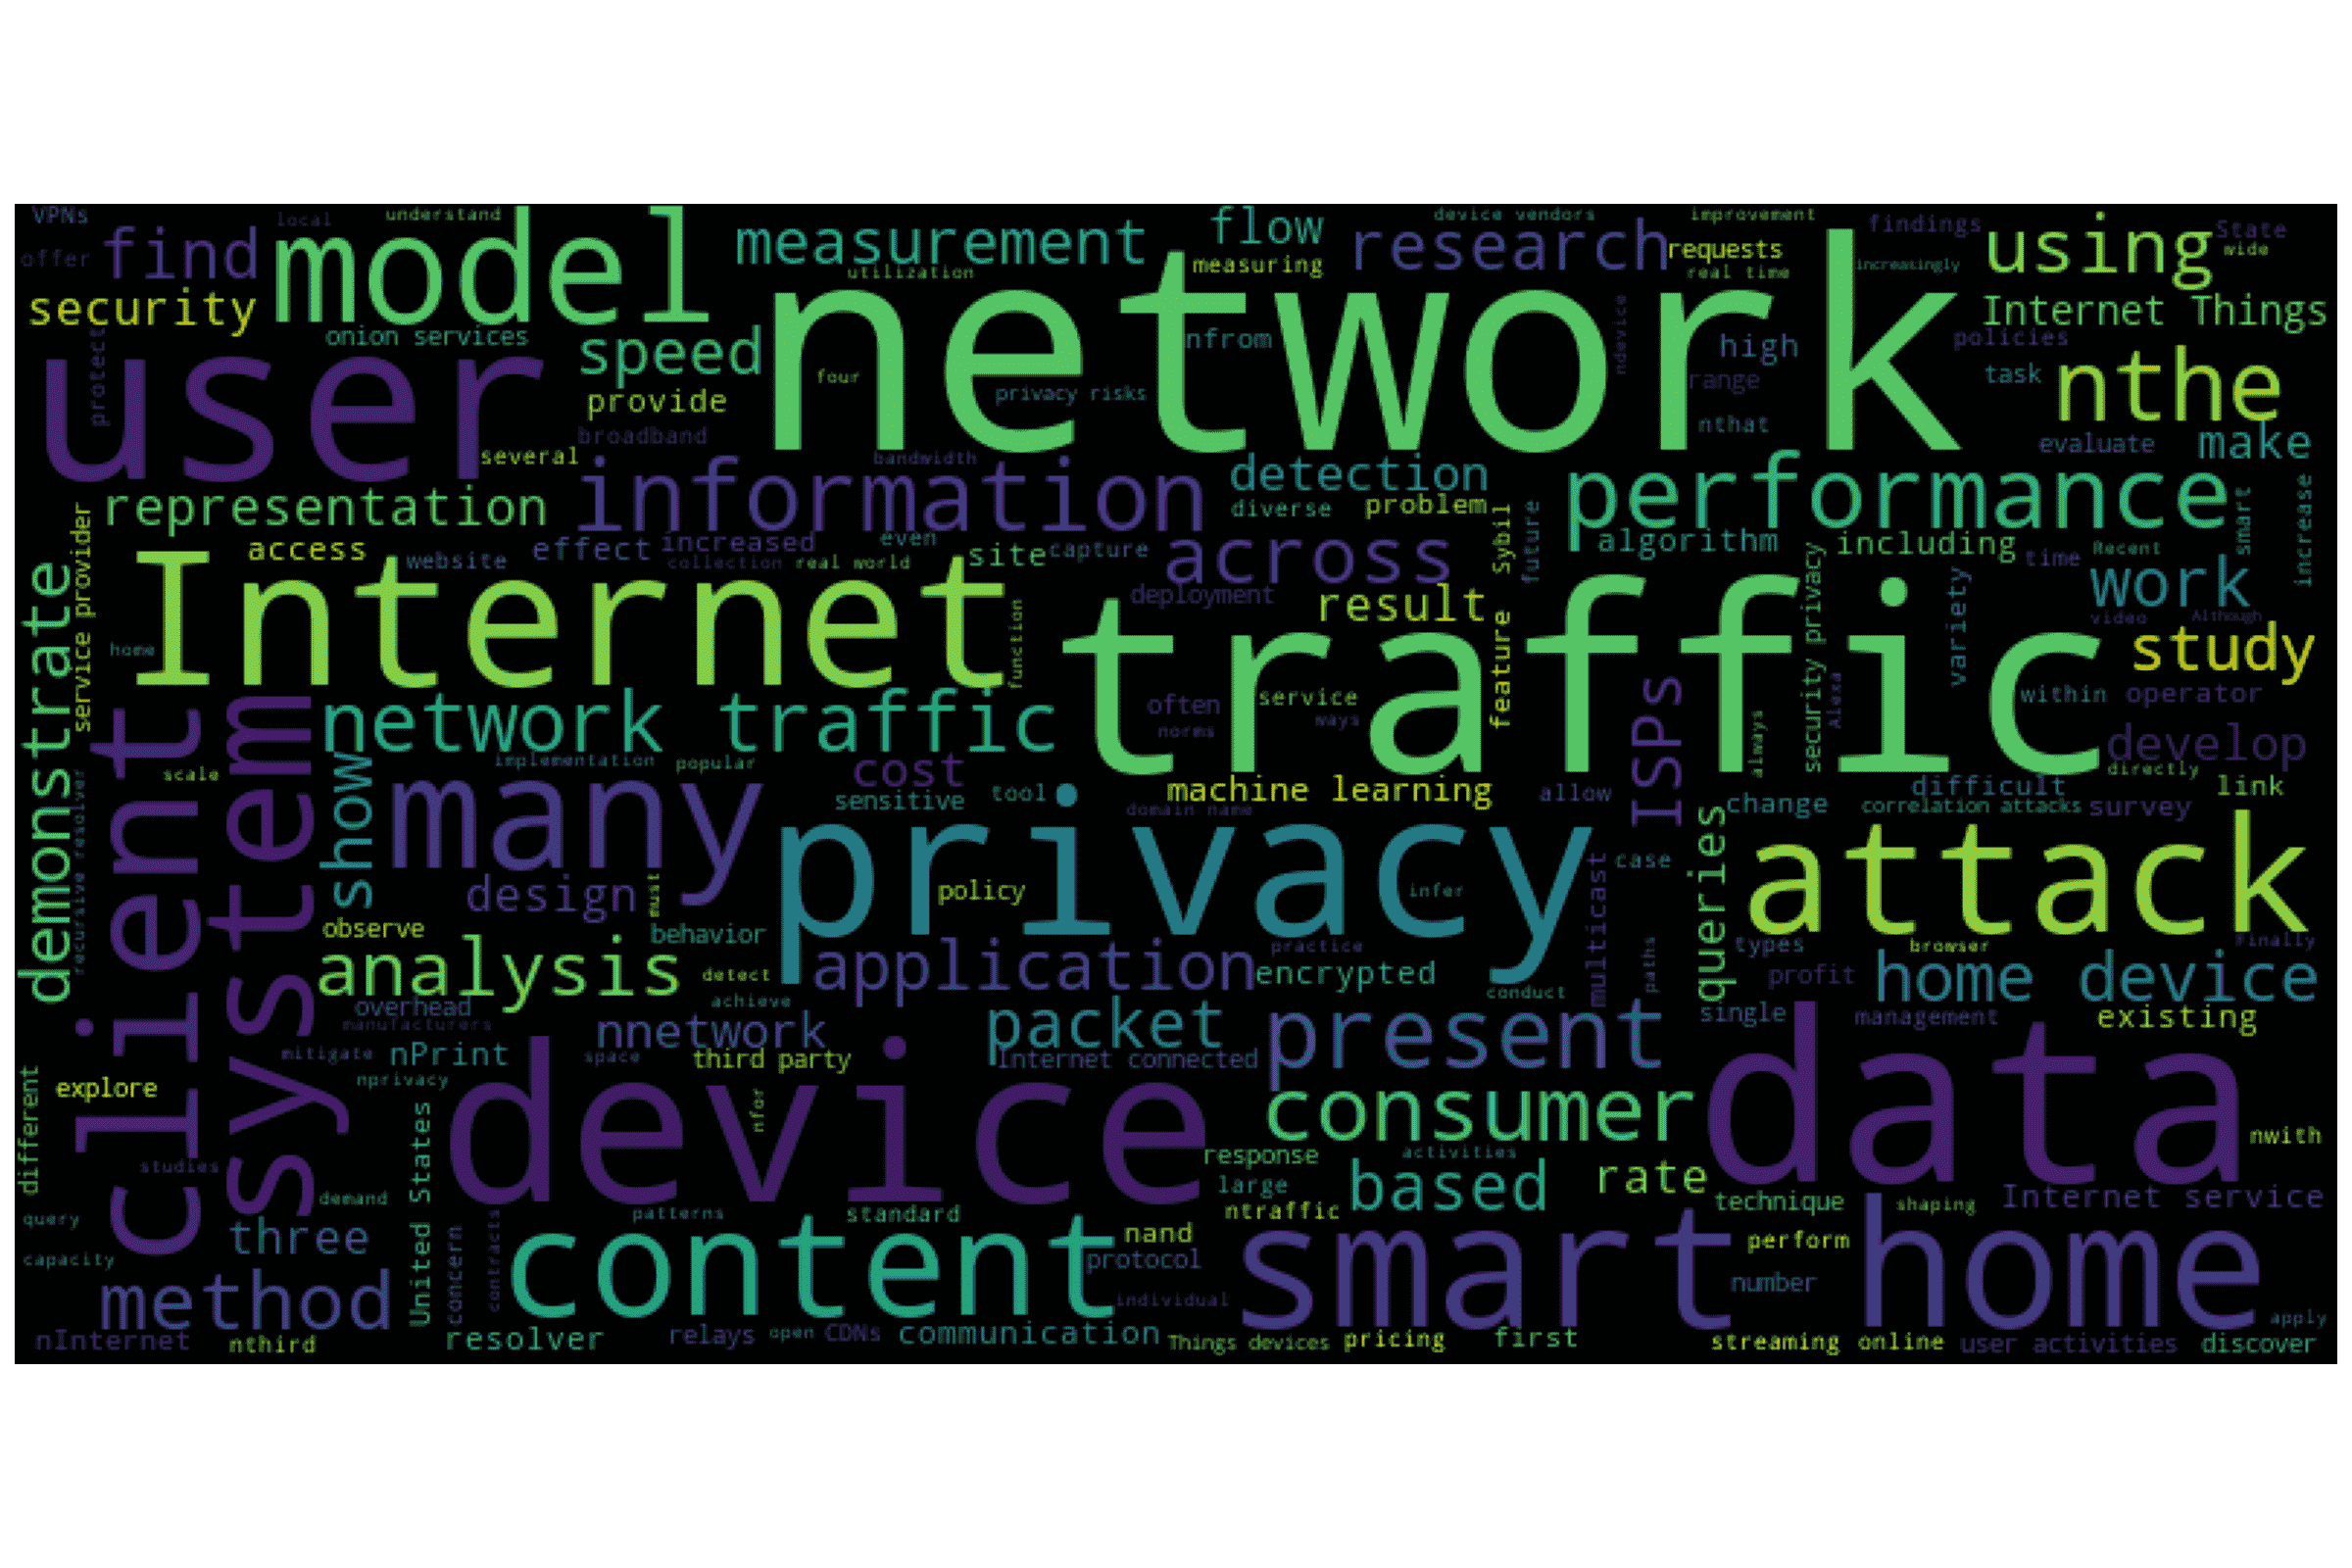 VPNs
local
understand
offer
find
model
measurement
flow
device vendors
improvement
findings
State
wide
utilization
measuring
research
requests
real time
increasingly
using
security
network
Internet Things
onion services
protect
user
speed
nfrom
ndevice
high
policies
four
provide
privacy risks
range
task
nthe
broadband
nthat
several
bandwidth
evaluate
make
information
detection
performance
representation
diverse
problem
service provider
access
effect
increased
even
site
capture
across
Sybil
future
algorithm
including
time
Recent
smart
increase
website
collection
real world
demonstrate
Internet
function
deployment
result
feature
security privacy
variety
work
video
Although
home
traffic
study
client
system
network traffic
often
service
ways
norms
ISPs
always
Alexa
within
operator
develop
recursive resolver
scale
show
implementation
popular
cost
directly
many
sensitive
tool
machine learning
allow
difficult
link
domain name
change
correlation attacks
survey
privacy
queries
attack
design
must
policy
infer
multicast
case
observe
behavior
types
browser
Finally
analysis
detect
application
practice
encrypted
paths
profit
home device
conduct
overhead
achieve
manufacturers
nnetwork
packet
present
single
management
existing
mitigate
nPrint
space
third party
Internet connected
data
different
explore
nprivacy
device
nfor
consumer
nwith
United States
studies
response
activities
large
based
rate
demand
technique
shaping
Internet service
query
patterns
standard
ntraffic
three
concern
contracts
content
nand
smart
perform
home
capacity
protocol
method
individual
number
apply
nInternet
nthird
resolver
relays
open
CDNs
communication
Things devices
pricing
first
streaming
online
user activities
discover